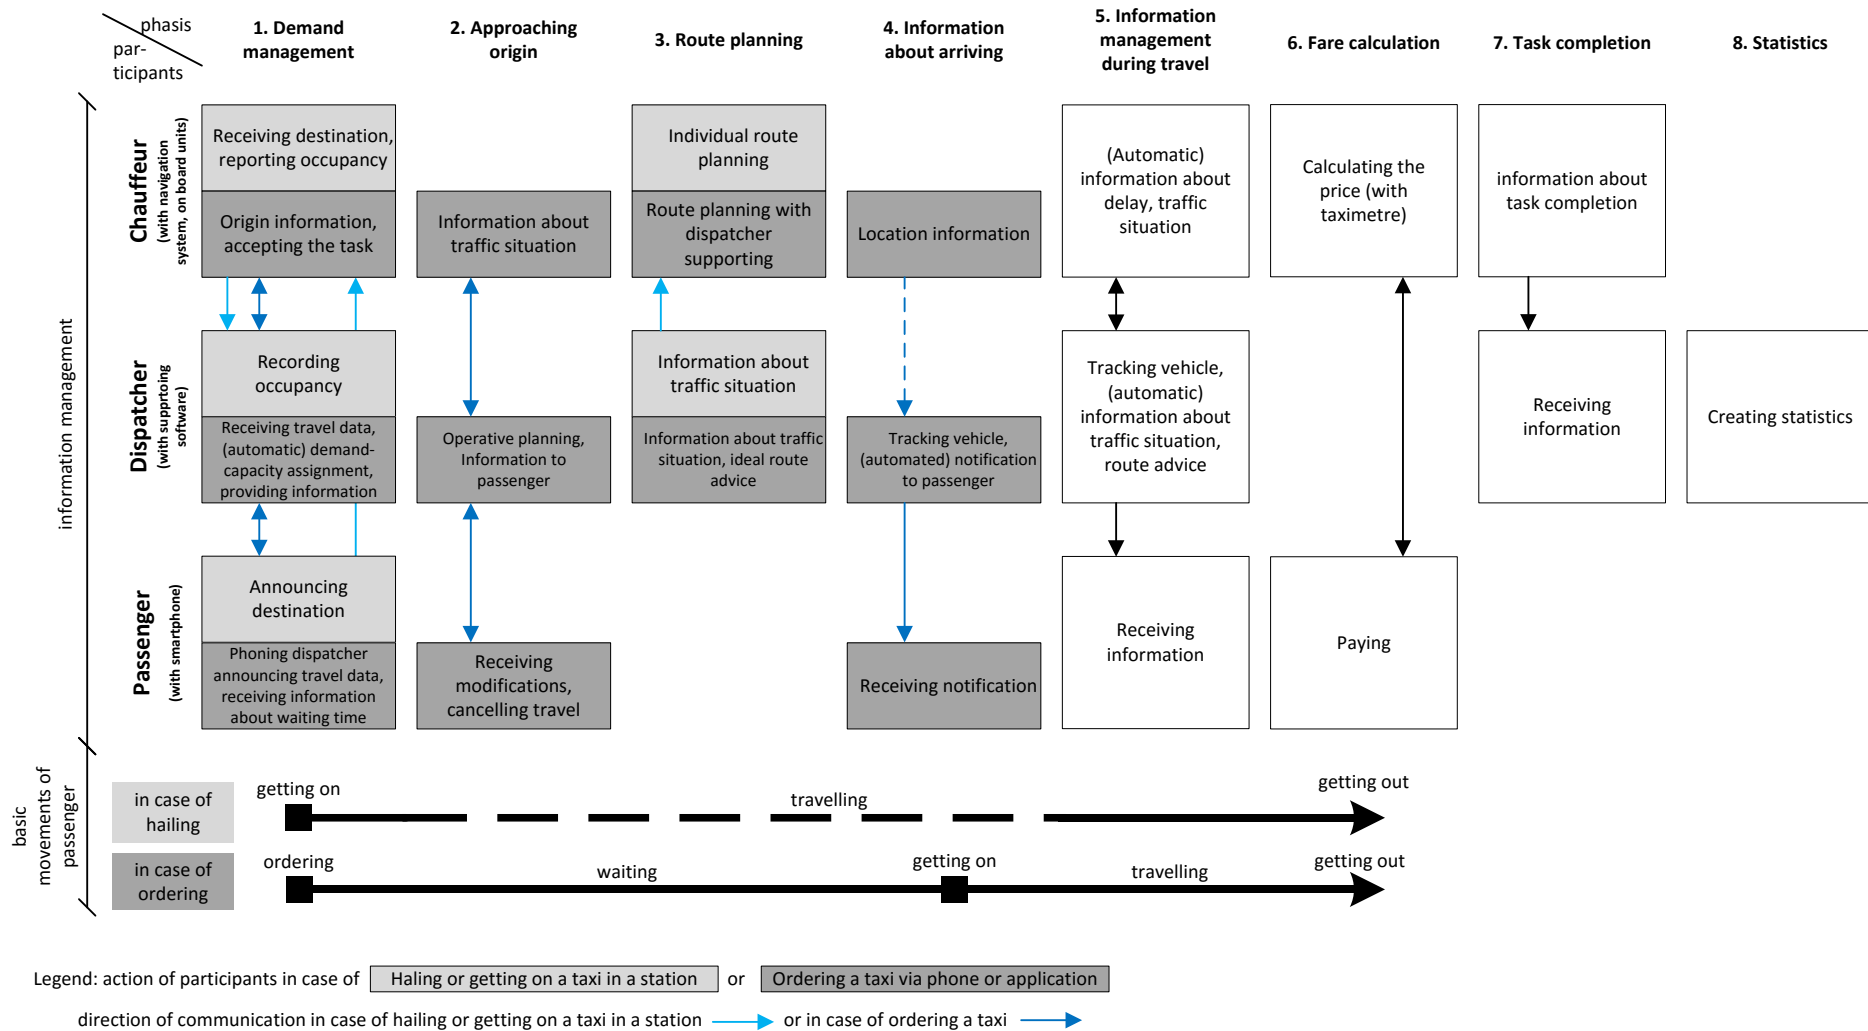 phasis
par-
ticipants
1. Demand
management
2. Approaching
origin
3. Route planning
4. Information
about arriving
5. Information
management
during travel
6. Fare calculation
7. Task completion
8. Statistics
information management
Chauffeur
(with navigation
system, on board units)
Receiving destination,
reporting occupancy
Origin information,
accepting the task
Information about
traffic situation
Individual route
planning
Route planning with
dispatcher
supporting
Location information
(Automatic)
information about
delay, traffic
situation
Calculating the
price (with
taximetre)
information about
task completion
Dispatcher
(with supprtoing
software)
Recording
occupancy
Receiving travel data,
(automatic) demand-
capacity assignment,
providing information
Operative planning,
Information to
passenger
Information about
traffic situation
Information about traffic
situation, ideal route
advice
Tracking vehicle,
(automated) notification
to passenger
Tracking vehicle,
(automatic)
information about
traffic situation,
route advice
Receiving
information
Creating statistics
Passenger
(with smartphone)
Announcing
destination
Phoning dispatcher
announcing travel data,
receiving information
about waiting time
Receiving
modifications,
cancelling travel
Receiving notification
Receiving
information
Paying
basic
movements of
passenger
in case of
hailing
getting on
travelling
getting out
in case of
ordering
ordering
waiting
getting on
travelling
getting out
Legend: action of participants in case of Haling or getting on a taxi in a station or Ordering a taxi via phone or application
direction of communication in case of hailing or getting on a taxi in a station or in case of ordering a taxi